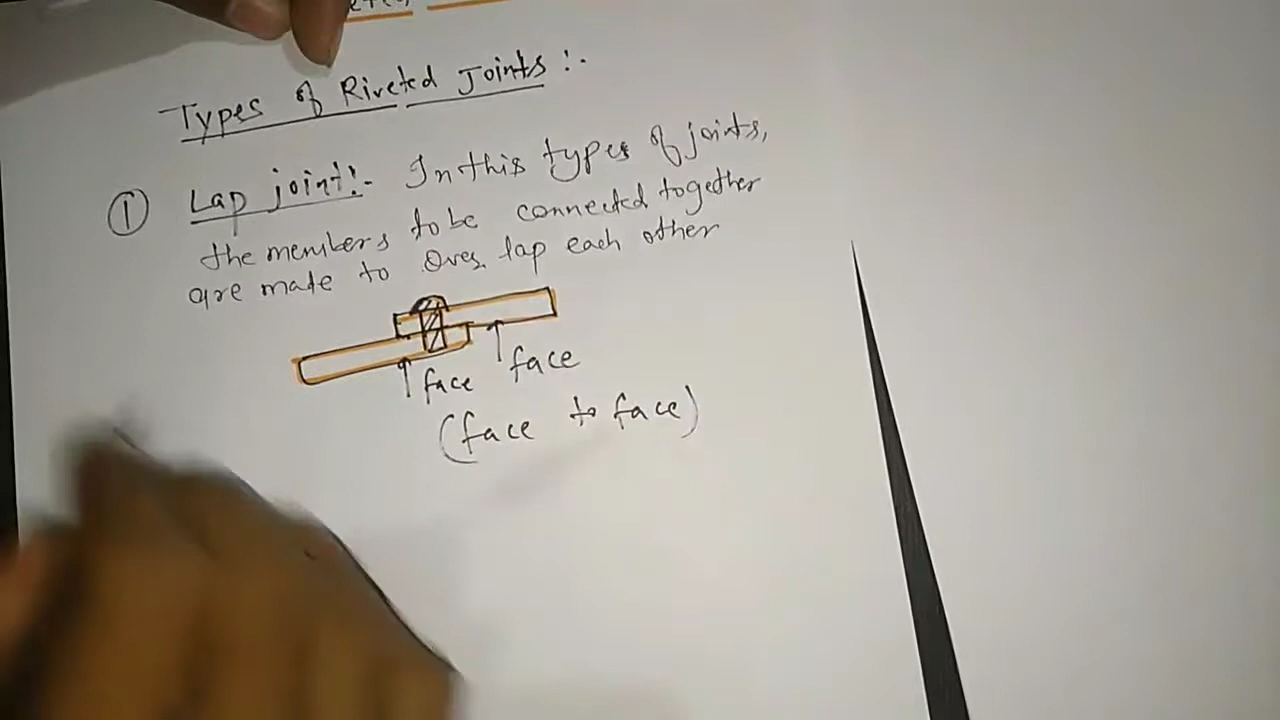 Types of Riveted Joints :-
① Lap joint:- In this types of joints,
the members to be connected together
are made to over lap each other
face
face
(face to face)